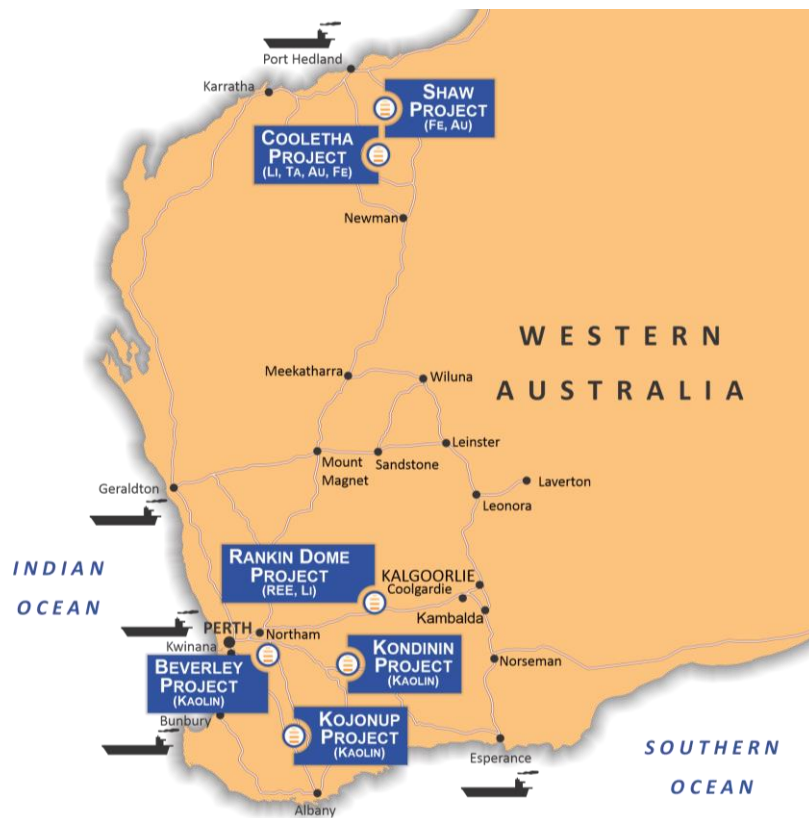 Port Hedland
Karratha
SHAW
PROJECT
(FE, AU)
COOLETHA
PROJECT
(LI, TA, AU, FE)
Newman
WESTERN
AUSTRALIA
Meekatharra
Wiluna
Leinster
Mount
Magnet
Sandstone
Laverton
Geraldton
Leonora
INDIAN
OCEAN
RANKIN DOME
PROJECT
(REE, LI)
KALGOORLIE
Coolgardie
Kambalda
PERTH
Northam
Kwinana
BEVERLEY
PROJECT
(KAOLIN)
KONDININ
PROJECT
(KAOLIN)
Norseman
Bunbury
KOJONUP
PROJECT
(KAOLIN)
Esperance
SOUTHERN
OCEAN
Albany